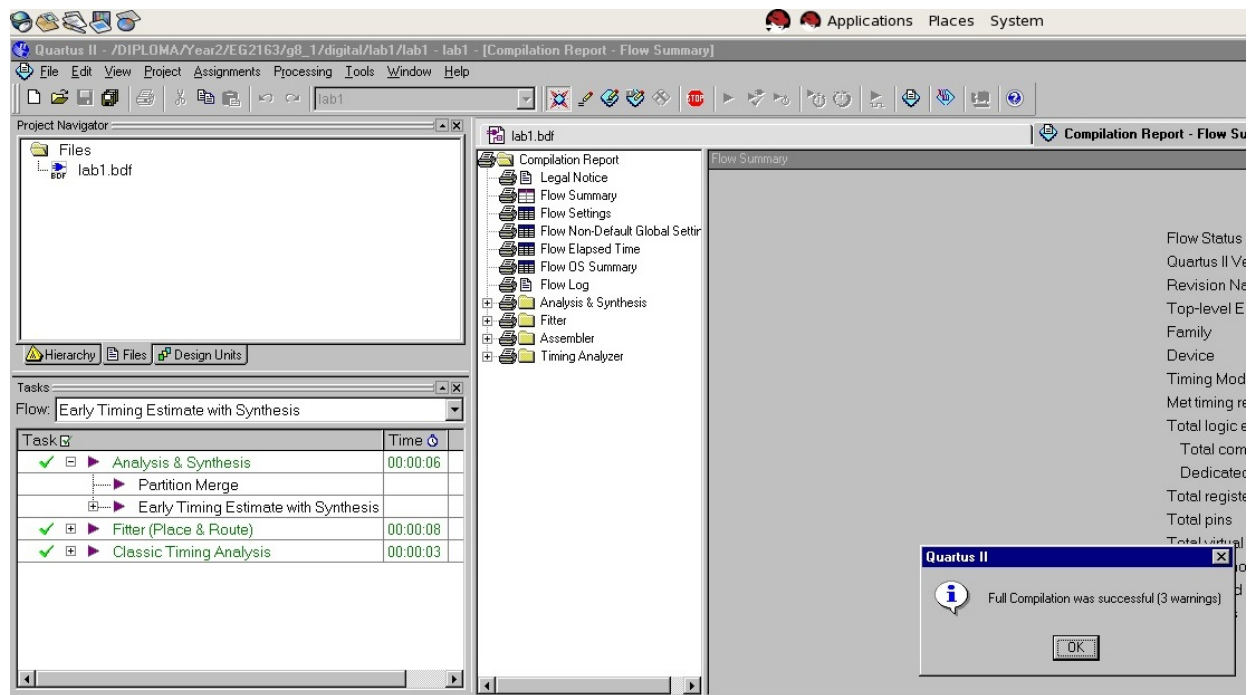 Applications Places System
Quartus II - /DIPLOMA/Year2/EG2163/g8_1/digital/lab1/lab1 - lab1 - [Compilation Report - Flow Summary]
File Edit View Project Assignments Processing Tools Window Help
lab1
STOP
Project Navigator
Files
BDF lab1.bdf
Hierarchy Files Design Units
Tasks
Flow: Early Timing Estimate with Synthesis
Task Time
Analysis & Synthesis 00:00:06
Partition Merge
Early Timing Estimate with Synthesis
Fitter (Place & Route) 00:00:08
Classic Timing Analysis 00:00:03
lab1.bdf
Compilation Report - Flow Su
Compilation Report
Legal Notice
Flow Summary
Flow Settings
Flow Non-Default Global Settin
Flow Elapsed Time
Flow OS Summary
Flow Log
Analysis & Synthesis
Fitter
Assembler
Timing Analyzer
Flow Summary
Flow Status
Quartus II Ve
Revision Na
Top-level E
Family
Device
Timing Mod
Met timing re
Total logic e
Total com
Dedicated
Total registe
Total pins
Total virtual
Quartus II
Full Compilation was successful (3 warnings)
OK